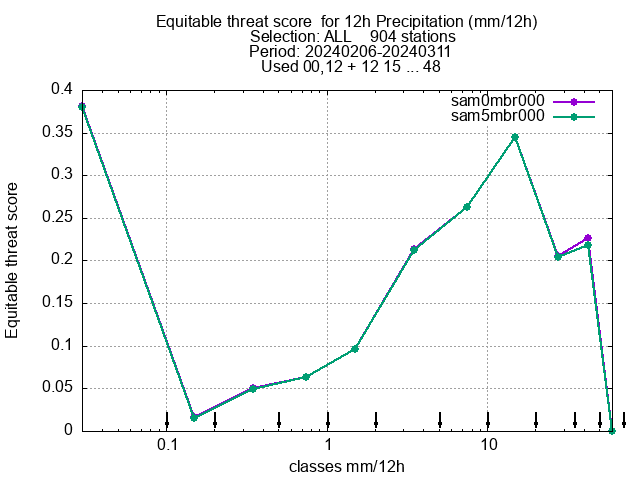 Equitable threat score  for 12h Precipitation (mm/12h)
Selection: ALL    904 stations
Period: 20240206-20240311
Used 00,12 + 12 15 ... 48
sam0mbr000
sam5mbr000
0.4
0.35
0.3
0.25
0.2
0.15
0.1
0.05
0
Equitable threat score
0.1 1 10
classes mm/12h